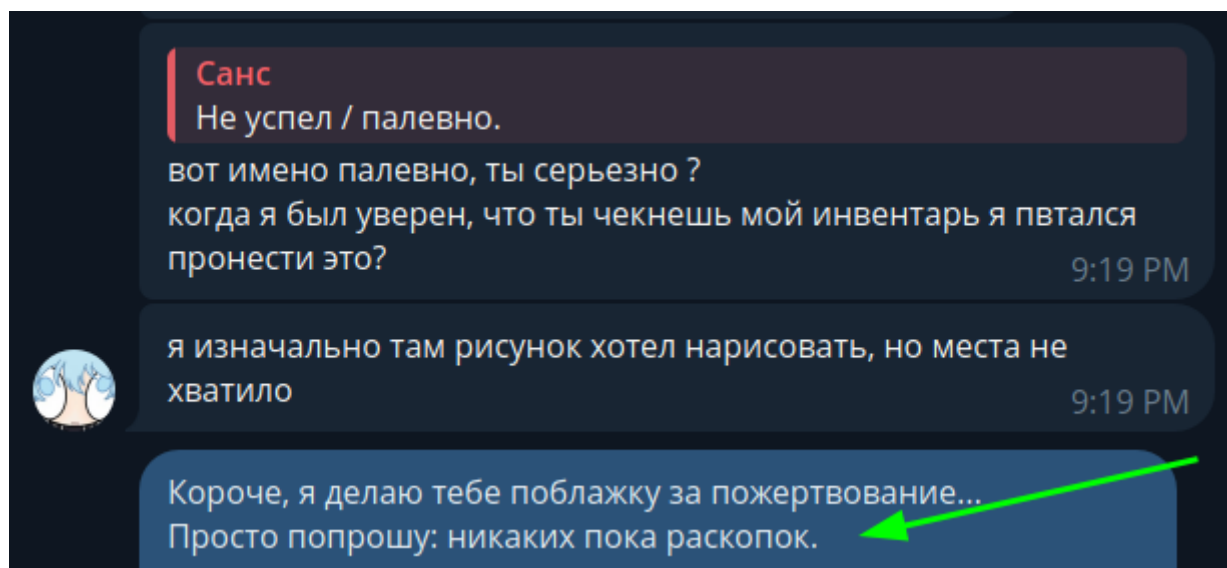 Санс
Не успел / палевно.
вот имено палевно, ты серьезно ?
когда я был уверен, что ты чекнешь мой инвентарь я пвтался
пронести это?
9:19 PM
я изначально там рисунок хотел нарисовать, но места не
хватило
9:19 PM
Короче, я делаю тебе поблажку за пожертвование...
Просто попрошу: никаких пока раскопок.